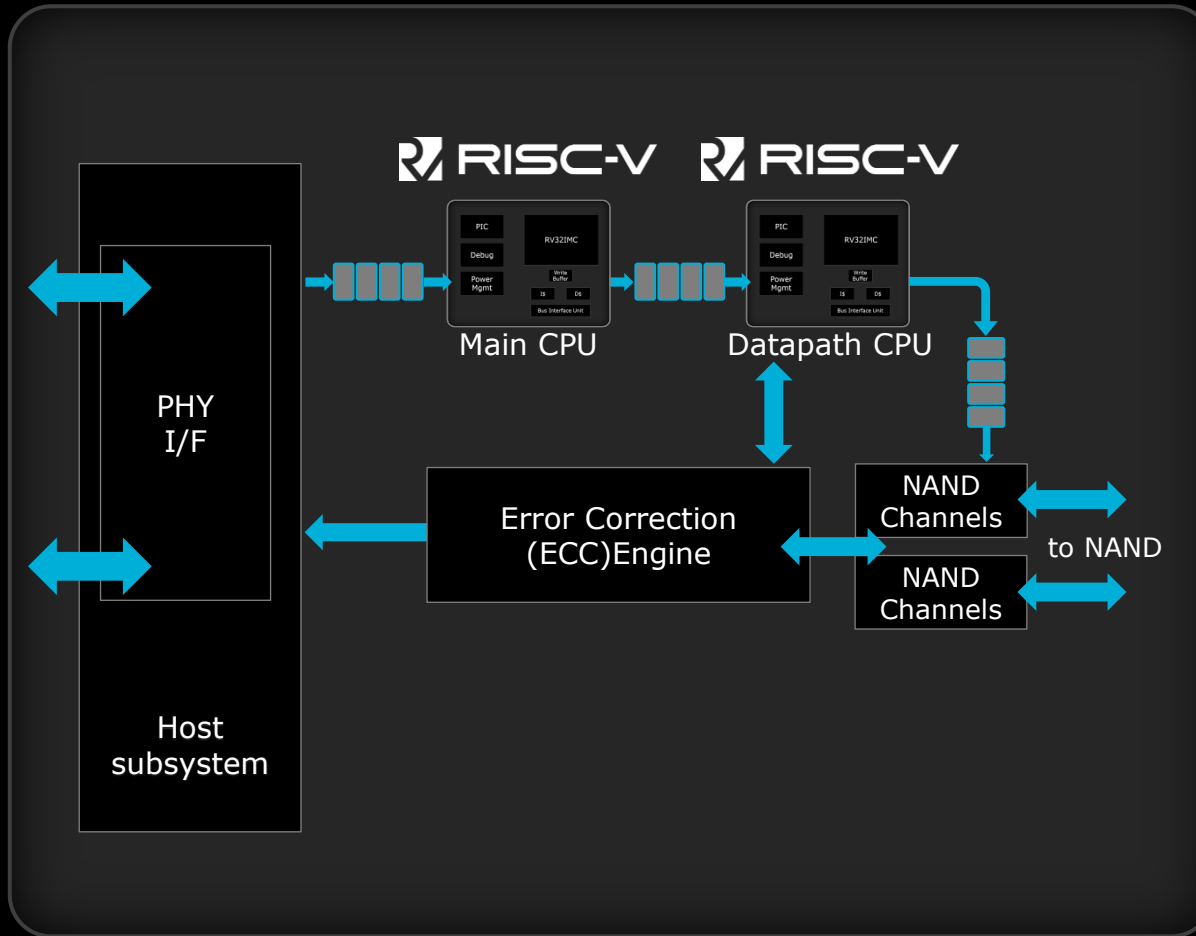 RISC-V
RISC-V
PIC
Debug
Power
Mgmt
RV32IMC
Write
Buffer
I$
D$
Bus Interface Unit
Main CPU
PIC
Debug
Power
Mgmt
RV32IMC
Write
Buffer
I$
D$
Bus Interface Unit
Datapath CPU
PHY
I/F
Host
subsystem
Error Correction
(ECC)Engine
NAND
Channels
NAND
Channels
to NAND